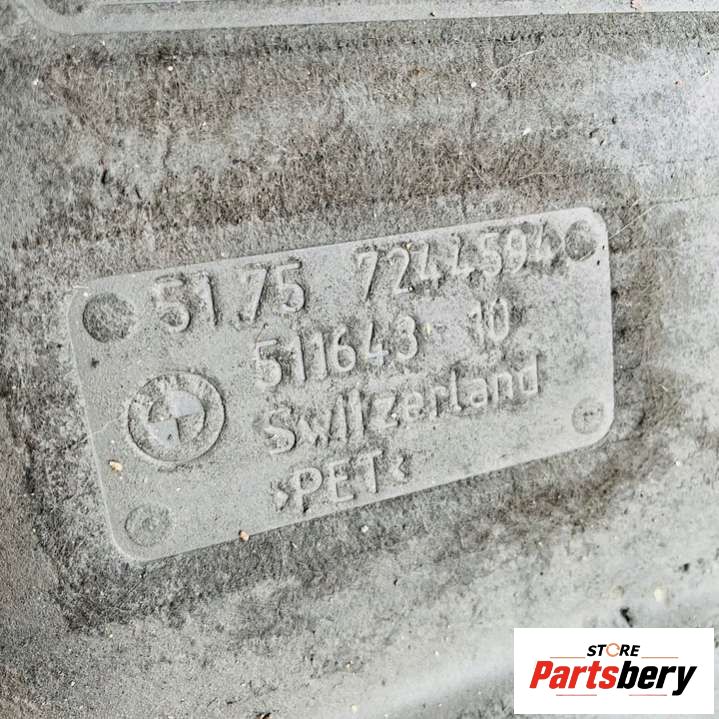 51.75 7244594
511643-10
Switzerland
>PET<
STORE
Partsbery